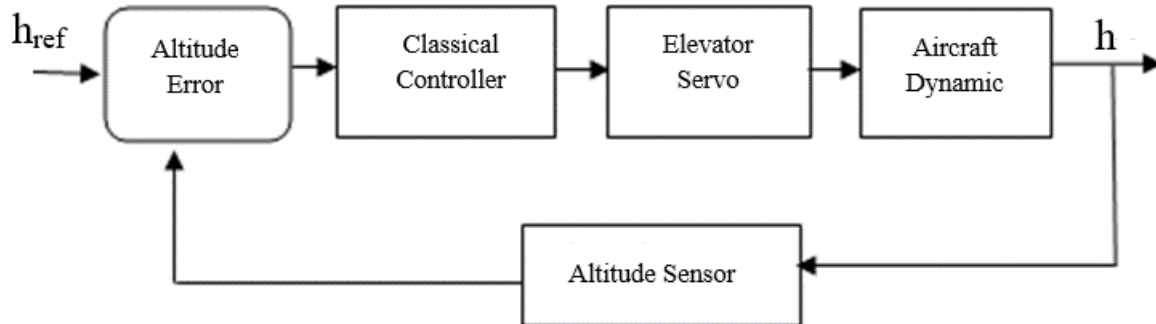 h_ref
Altitude
Error
Classical
Controller
Elevator
Servo
Aircraft
Dynamic
h
Altitude Sensor